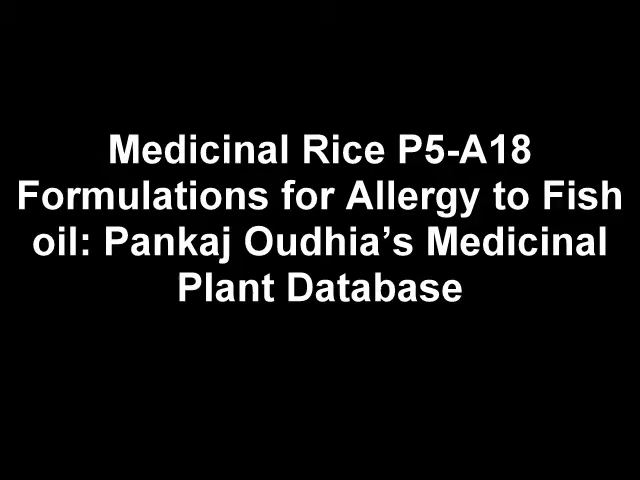 Medicinal Rice P5-A18
Formulations for Allergy to Fish
oil: Pankaj Oudhia’s Medicinal
Plant Database